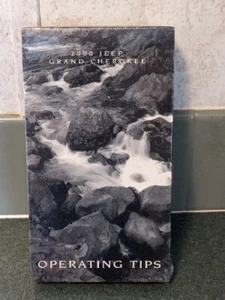 2000 JEEP
GRAND CHEROKEE
OPERATING TIPS